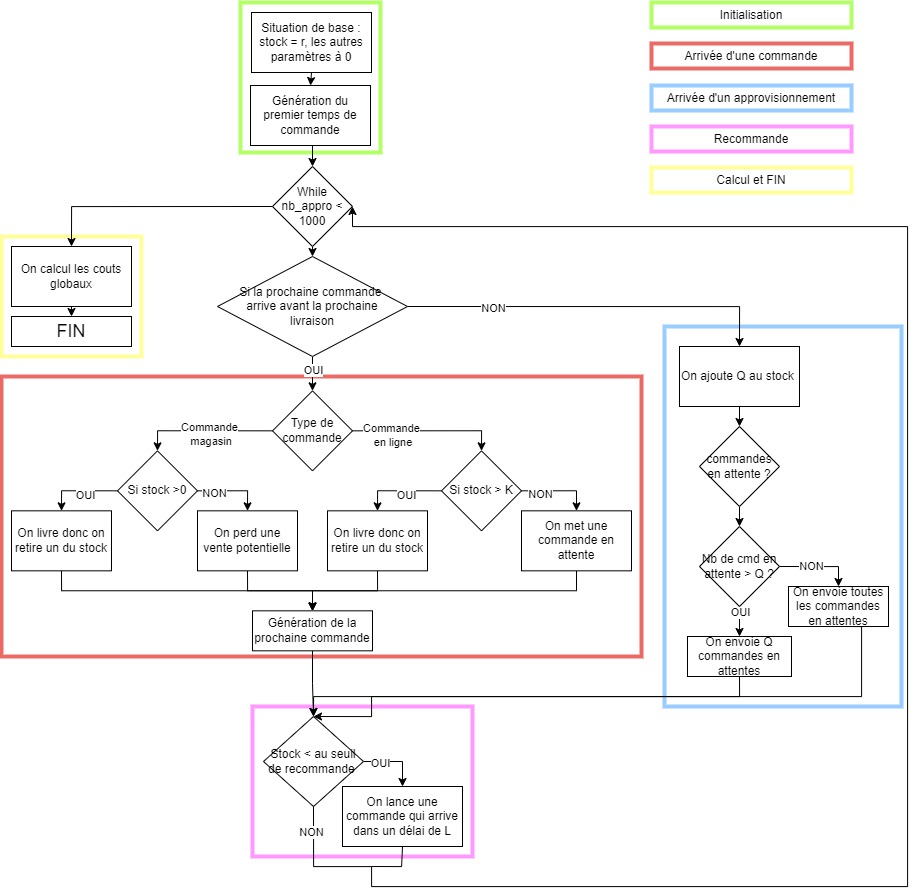 Situation de base :
stock = r, les autres
paramètres à 0
Génération du
premier temps de
commande
Initialisation
Arrivée d'une commande
Arrivée d'un approvisionnement
Recommande
Calcul et FIN
While
nb_appro <
1000
On calcul les couts
globaux
FIN
Si la prochaine commande
arrive avant la prochaine
livraison
NON
OUI
Type de
commande
Commande
magasin
Commande
en ligne
Si stock >0
OUI
NON
Si stock > K
OUI
NON
On livre donc on
retire un du stock
On perd une
vente potentielle
On livre donc on
retire un du stock
On met une
commande en
attente
Génération de la
prochaine commande
On ajoute Q au stock
commandes
en attente ?
Nb de cmd en
attente > Q ?
NON
OUI
On envoie toutes
les commandes
en attentes
On envoie Q
commandes en
attentes
Stock < au seuil
de recommande
OUI
NON
On lance une
commande qui arrive
dans un délai de L